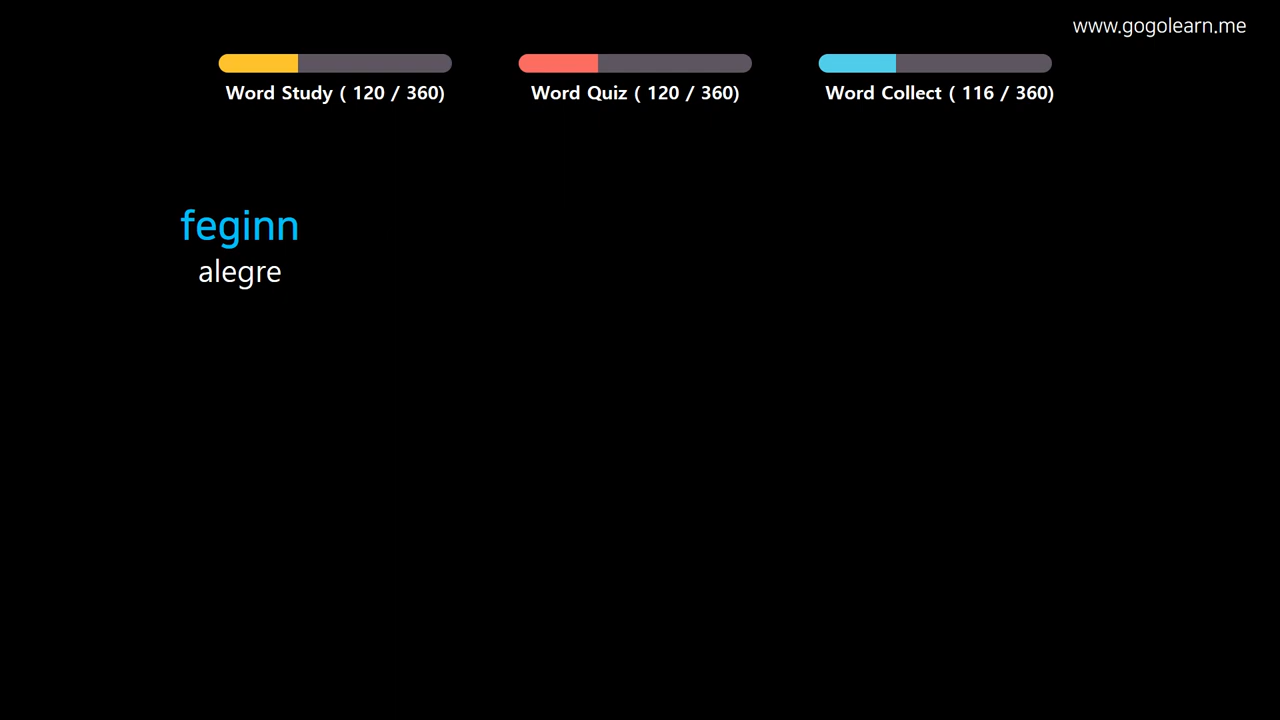 www.gogolearn.me
Word Study ( 120 / 360)
Word Quiz ( 120 / 360)
Word Collect ( 116 / 360)
feginn
alegre